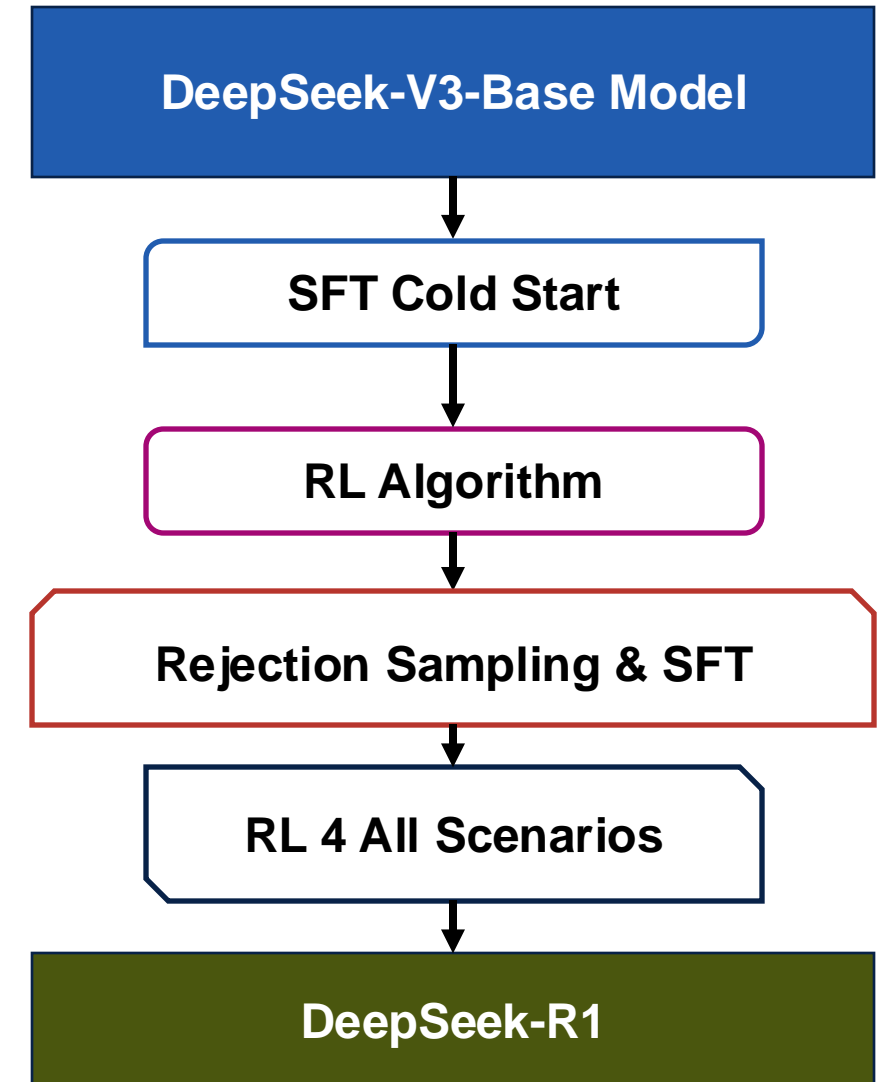 DeepSeek-V3-Base Model
SFT Cold Start
RL Algorithm
Rejection Sampling & SFT
RL 4 All Scenarios
DeepSeek-R1